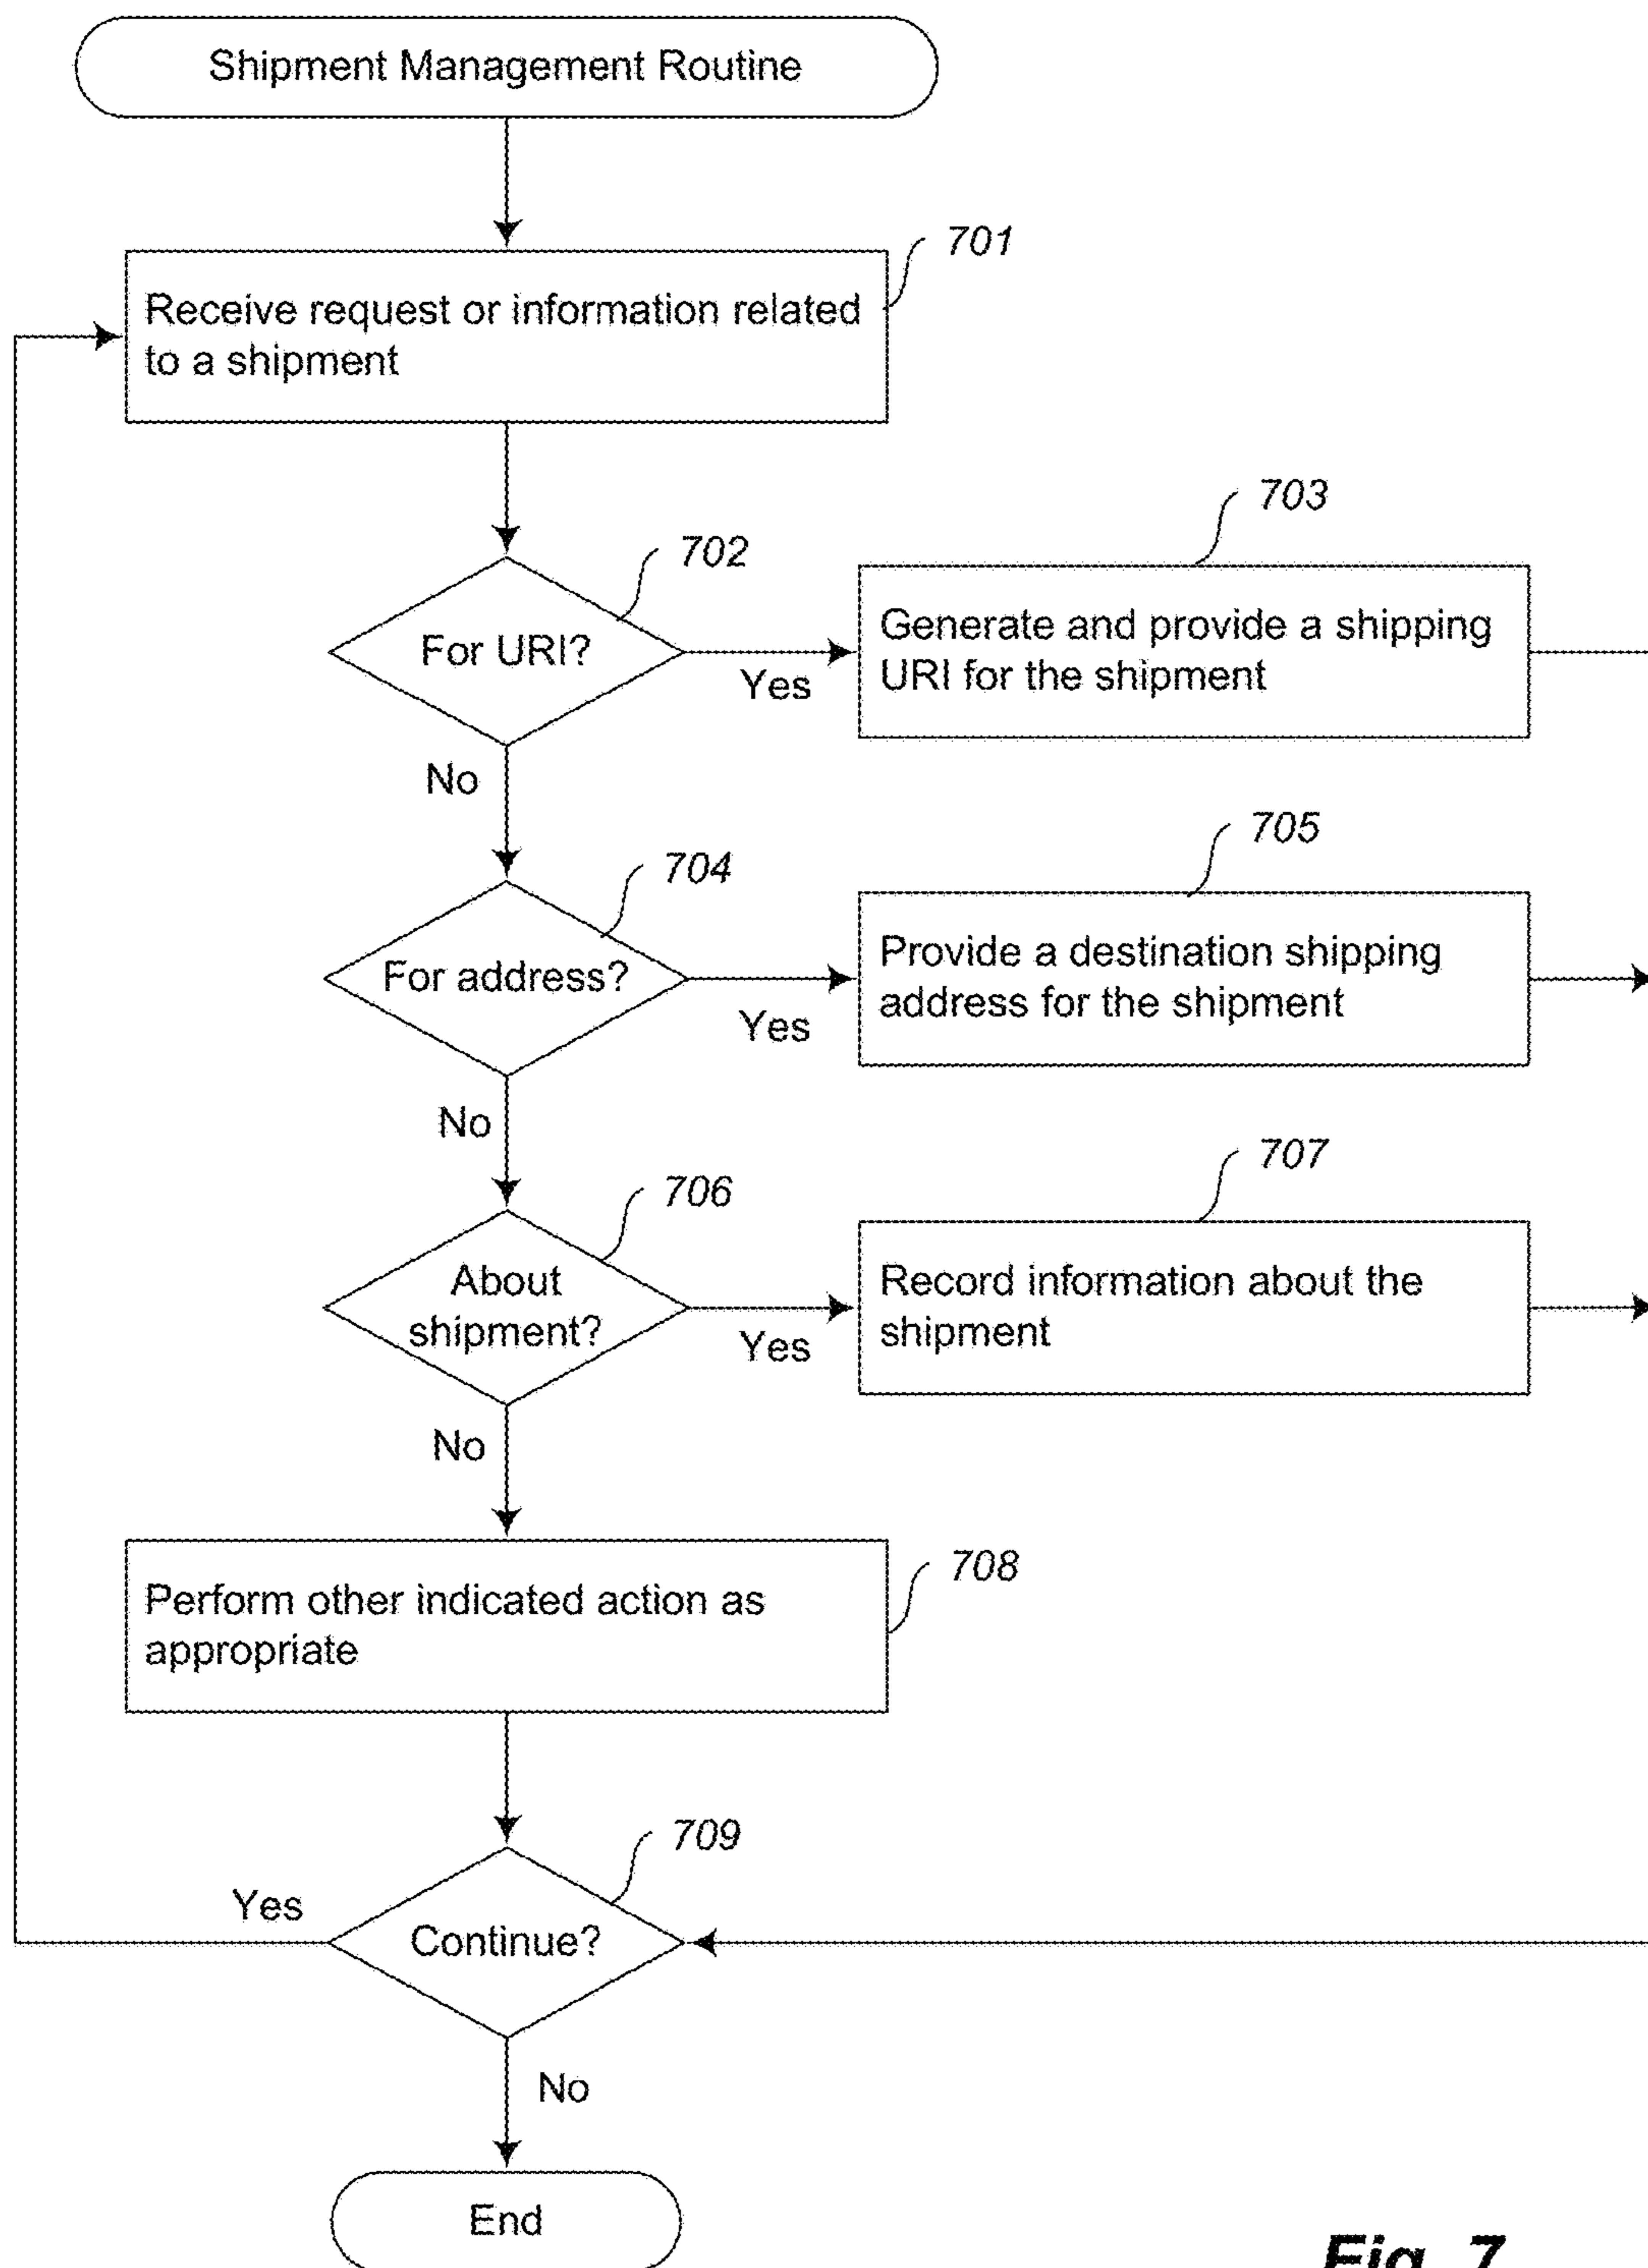 Shipment Management Routine
701
Receive request or information related
to a shipment
703
702
For URI?
Yes
Generate and provide a shipping
URI for the shipment
No
705
704
For address?
Yes
Provide a destination shipping
address for the shipment
No
707
706
About
shipment?
Yes
Record information about the
shipment
No
708
Perform other indicated action as
appropriate
709
Yes
Continue?
No
End
Fig. 7